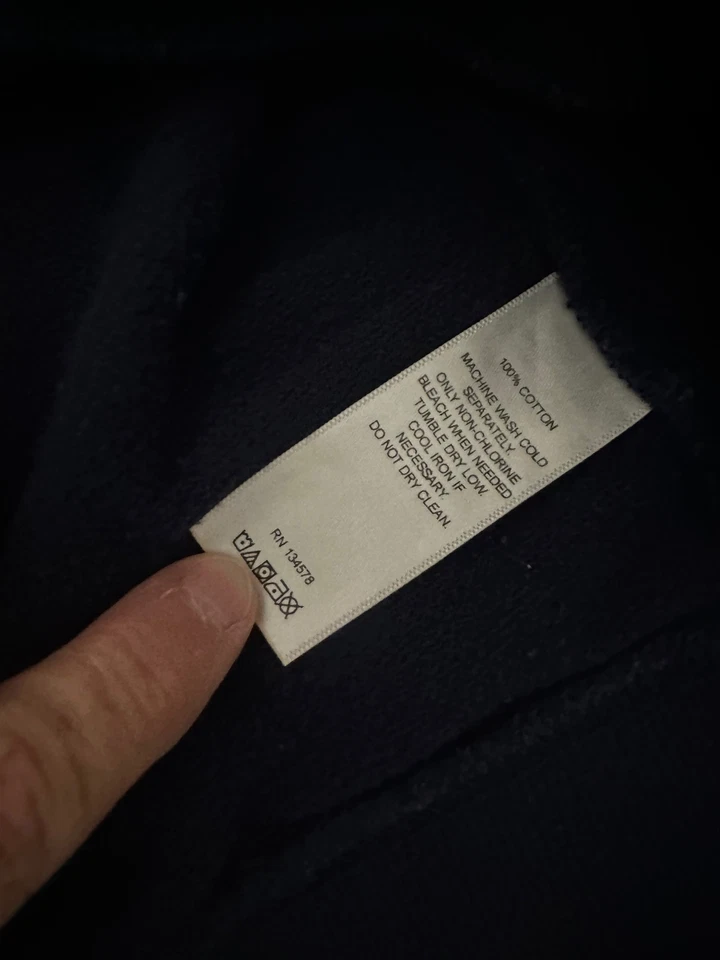 100% COTTON
MACHINE WASH COLD
SEPARATELY.
ONLY NON-CHLORINE
BLEACH WHEN NEEDED
TUMBLE DRY LOW.
COOL IRON IF
NECESSARY.
DO NOT DRY CLEAN.
RN 134578